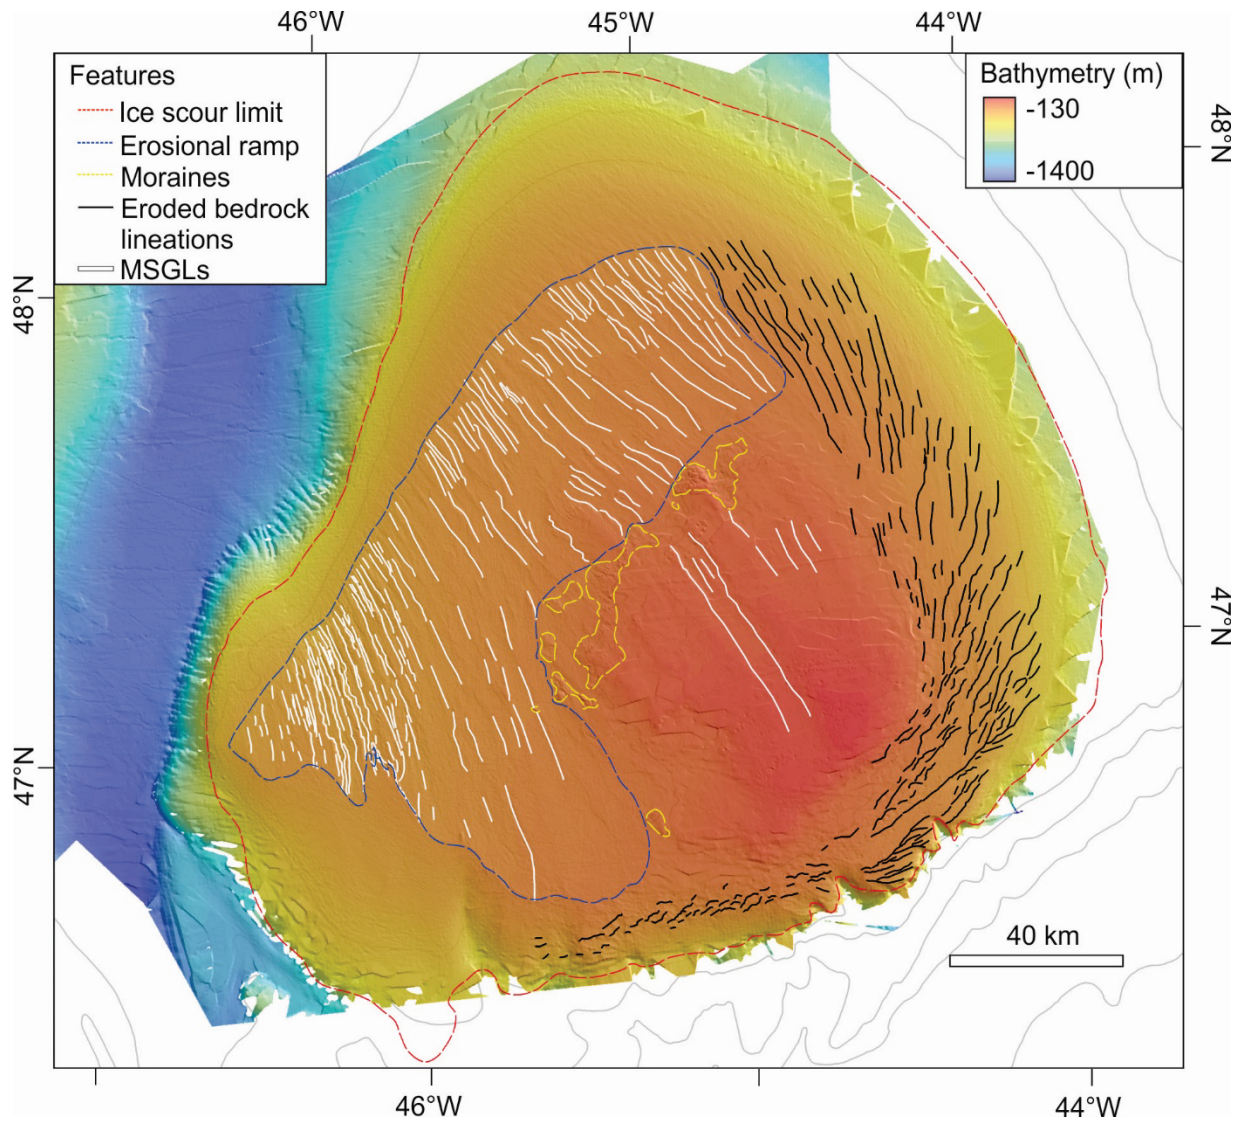 46°W
45°W
44°W
Features
Ice scour limit
Erosional ramp
Moraines
Eroded bedrock
lineations
MSGLs
Bathymetry (m)
-130
-1400
48°N
48°N
47°N
47°N
40 km
46°W
44°W